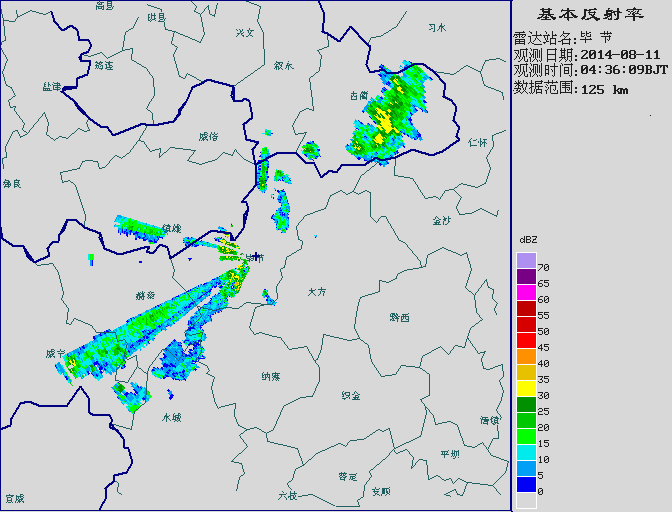 基本反射率
雷达站名:毕 节
观测日期:2014-08-11
观测时间:04:36:09BJT
数据范围:125 km
dBZ
70
65
60
55
50
45
40
35
30
25
20
15
10
5
0
高县
珙县
兴文
习水
筠连
叙永
盐津
古蔺
威信
仁怀
彝良
镇雄
金沙
毕节
赫章
大方
黔西
威宁
纳雍
织金
水城
清镇
平坝
普定
安顺
六枝
宣威